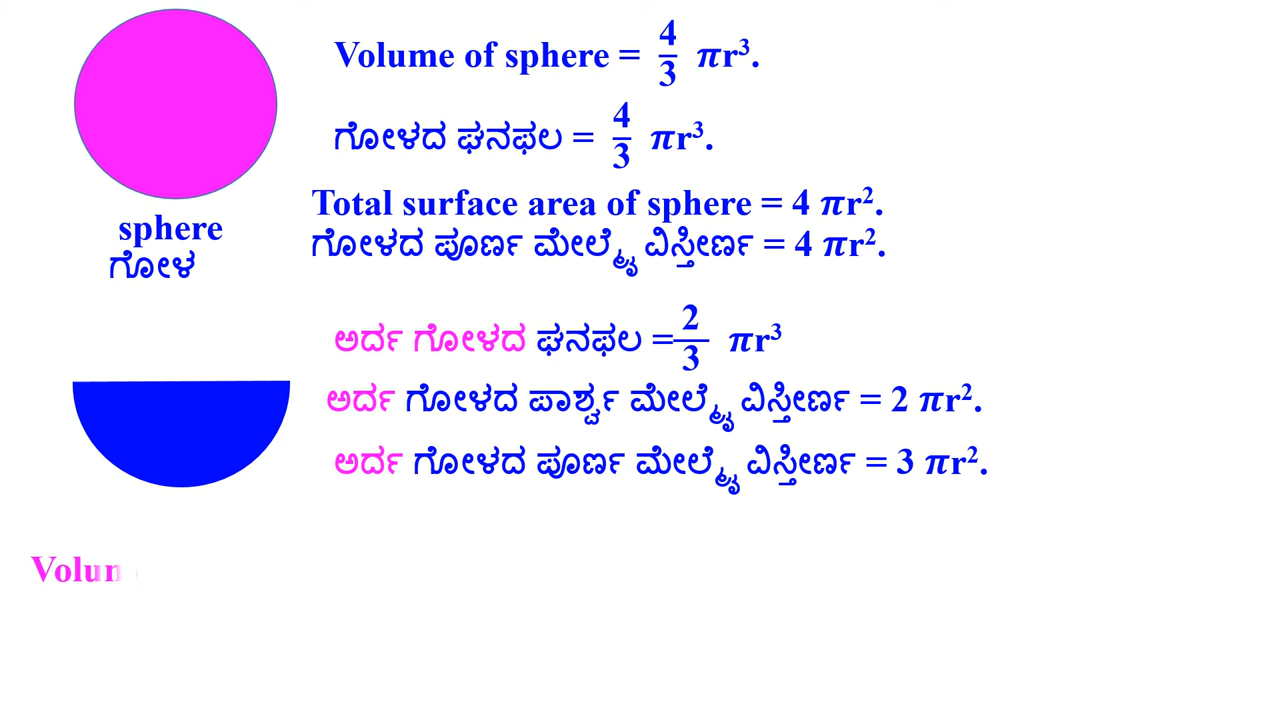 Volume of sphere = 4/3 πr³.
ಗೋಳದ ಘನಫಲ = 4/3 πr³.
Total surface area of sphere = 4 πr².
ಗೋಳದ ಪೂರ್ಣ ಮೇಲ್ಮೈ ವಿಸ್ತೀರ್ಣ = 4 πr².
sphere
ಗೋಳ
ಅರ್ದ ಗೋಳದ ಘನಫಲ = 2/3 πr³
ಅರ್ದ ಗೋಳದ ಪಾರ್ಶ್ವ ಮೇಲ್ಮೈ ವಿಸ್ತೀರ್ಣ = 2 πr².
ಅರ್ದ ಗೋಳದ ಪೂರ್ಣ ಮೇಲ್ಮೈ ವಿಸ್ತೀರ್ಣ = 3 πr².